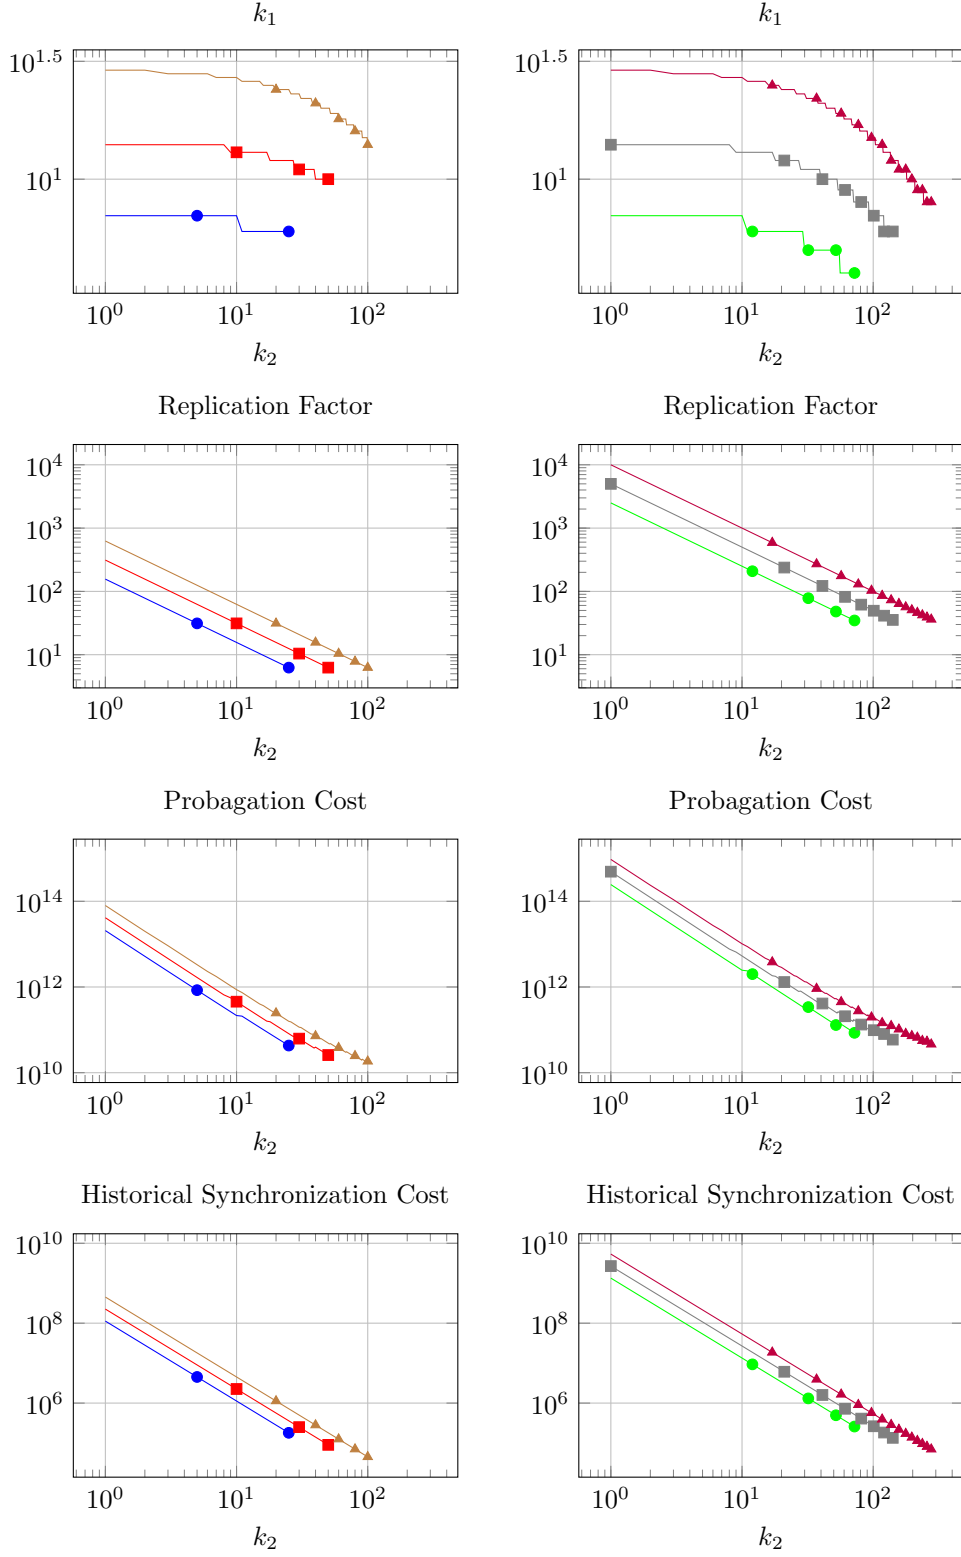 k₁
10^1.5
10^1
10^0 10^1 10^2
k₂
k₁
10^0 10^1 10^2
k₂
10^1.5
10^1
Replication Factor
10^4
10^3
10^2
10^1
10^0 10^1 10^2
k₂
Replication Factor
10^4
10^3
10^2
10^1
10^0 10^1 10^2
k₂
Probagation Cost
10^14
10^12
10^10
10^0 10^1 10^2
k₂
Probagation Cost
10^14
10^12
10^10
10^0 10^1 10^2
k₂
Historical Synchronization Cost
10^10
10^8
10^6
10^0 10^1 10^2
k₂
Historical Synchronization Cost
10^10
10^8
10^6
10^0 10^1 10^2
k₂